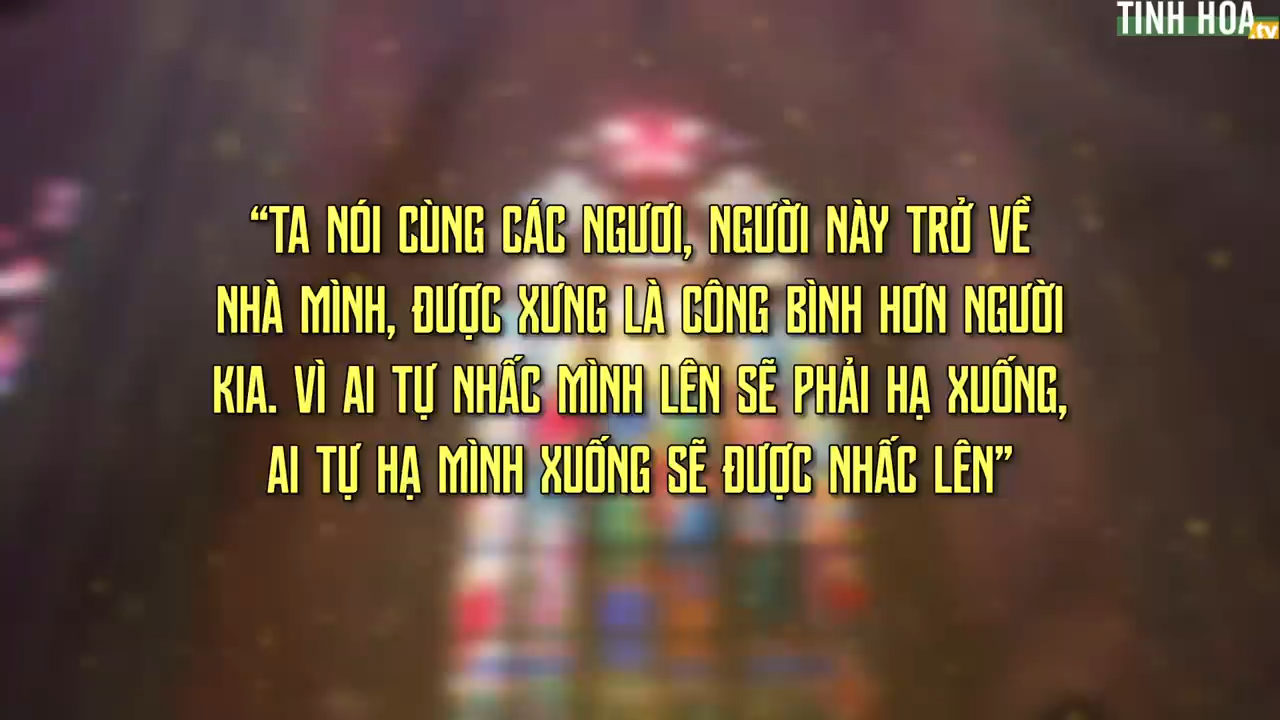 TINH HOA
.tv
“TA NÓI CÙNG CÁC NGƯƠI, NGƯỜI NÀY TRỞ VỀ
NHÀ MÌNH, ĐƯỢC XƯNG LÀ CÔNG BÌNH HƠN NGƯỜI
KIA. VÌ AI TỰ NHẤC MÌNH LÊN SẼ PHẢI HẠ XUỐNG,
AI TỰ HẠ MÌNH XUỐNG SẼ ĐƯỢC NHẤC LÊN”